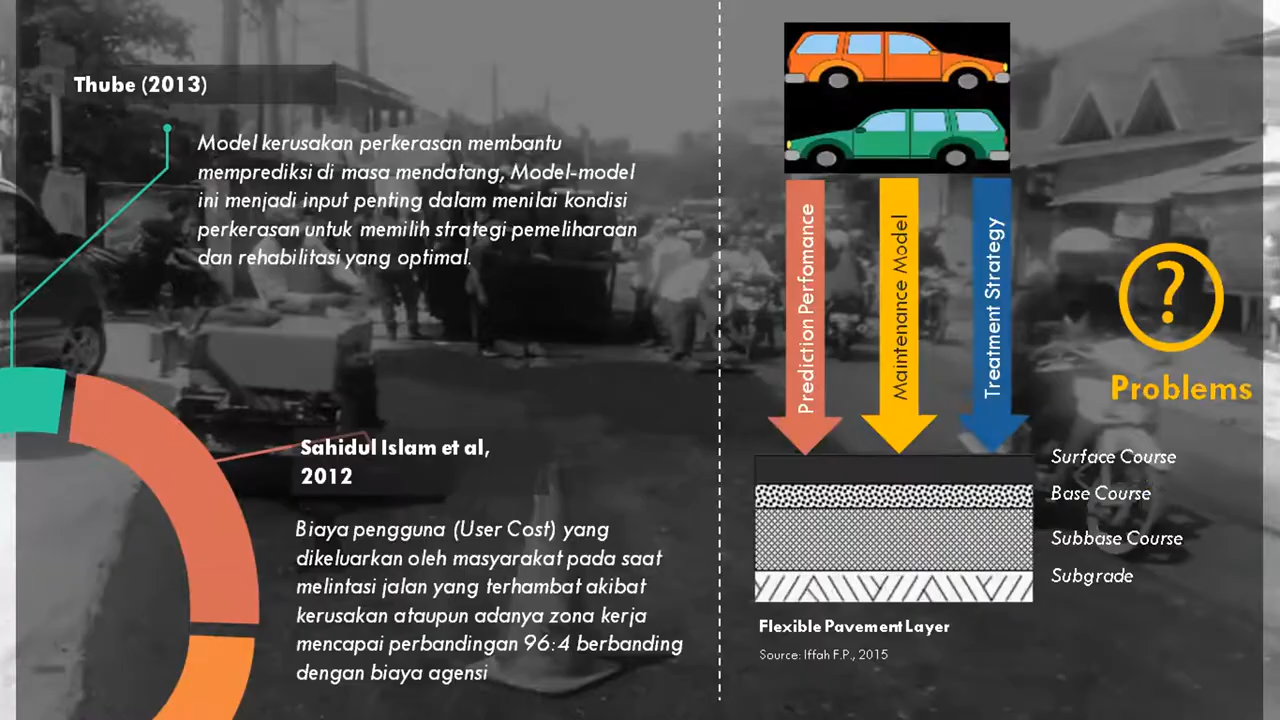 Thube (2013)
Model kerusakan perkerasan membantu
memprediksi di masa mendatang, Model-model
ini menjadi input penting dalam menilai kondisi
perkerasan untuk memilih strategi pemeliharaan
dan rehabilitasi yang optimal.
Sahidul Islam et al,
2012
Biaya pengguna (User Cost) yang
dikeluarkan oleh masyarakat pada saat
melintasi jalan yang terhambat akibat
kerusakan ataupun adanya zona kerja
mencapai perbandingan 96:4 berbanding
dengan biaya agensi
Prediction Perfomance
Maintenance Model
Treatment Strategy
?
Problems
Surface Course
Base Course
Subbase Course
Subgrade
Flexible Pavement Layer
Source: Iffah F.P., 2015